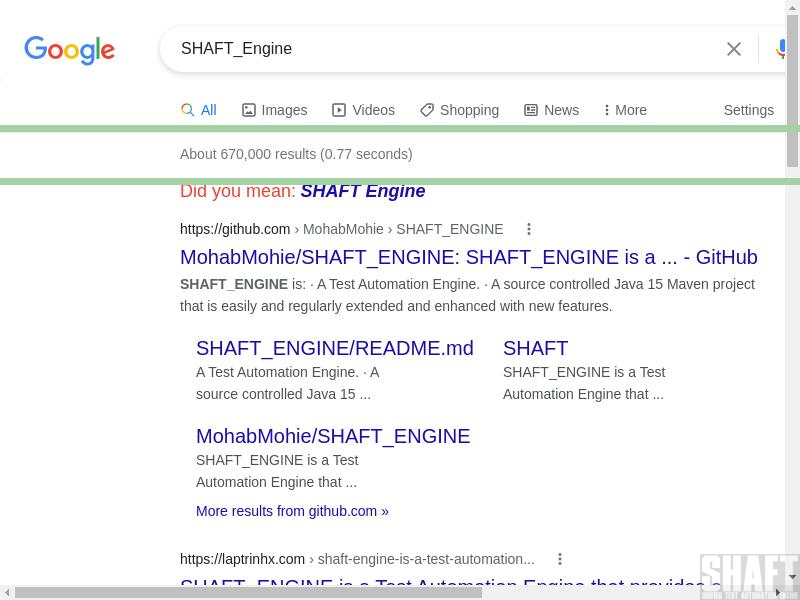 Google
SHAFT_Engine
All Images Videos Shopping News More Settings
About 670,000 results (0.77 seconds)
Did you mean: SHAFT Engine
https://github.com › MohabMohie › SHAFT_ENGINE
MohabMohie/SHAFT_ENGINE: SHAFT_ENGINE is a ... - GitHub
SHAFT_ENGINE is: · A Test Automation Engine. · A source controlled Java 15 Maven project
that is easily and regularly extended and enhanced with new features.
SHAFT_ENGINE/README.md
A Test Automation Engine. · A
source controlled Java 15 ...
SHAFT
SHAFT_ENGINE is a Test
Automation Engine that ...
MohabMohie/SHAFT_ENGINE
SHAFT_ENGINE is a Test
Automation Engine that ...
More results from github.com »
https://laptrinhx.com › shaft-engine-is-a-test-automation...
SHAFT_ENGINE is a Test Automation Engine that provides
SHAFT